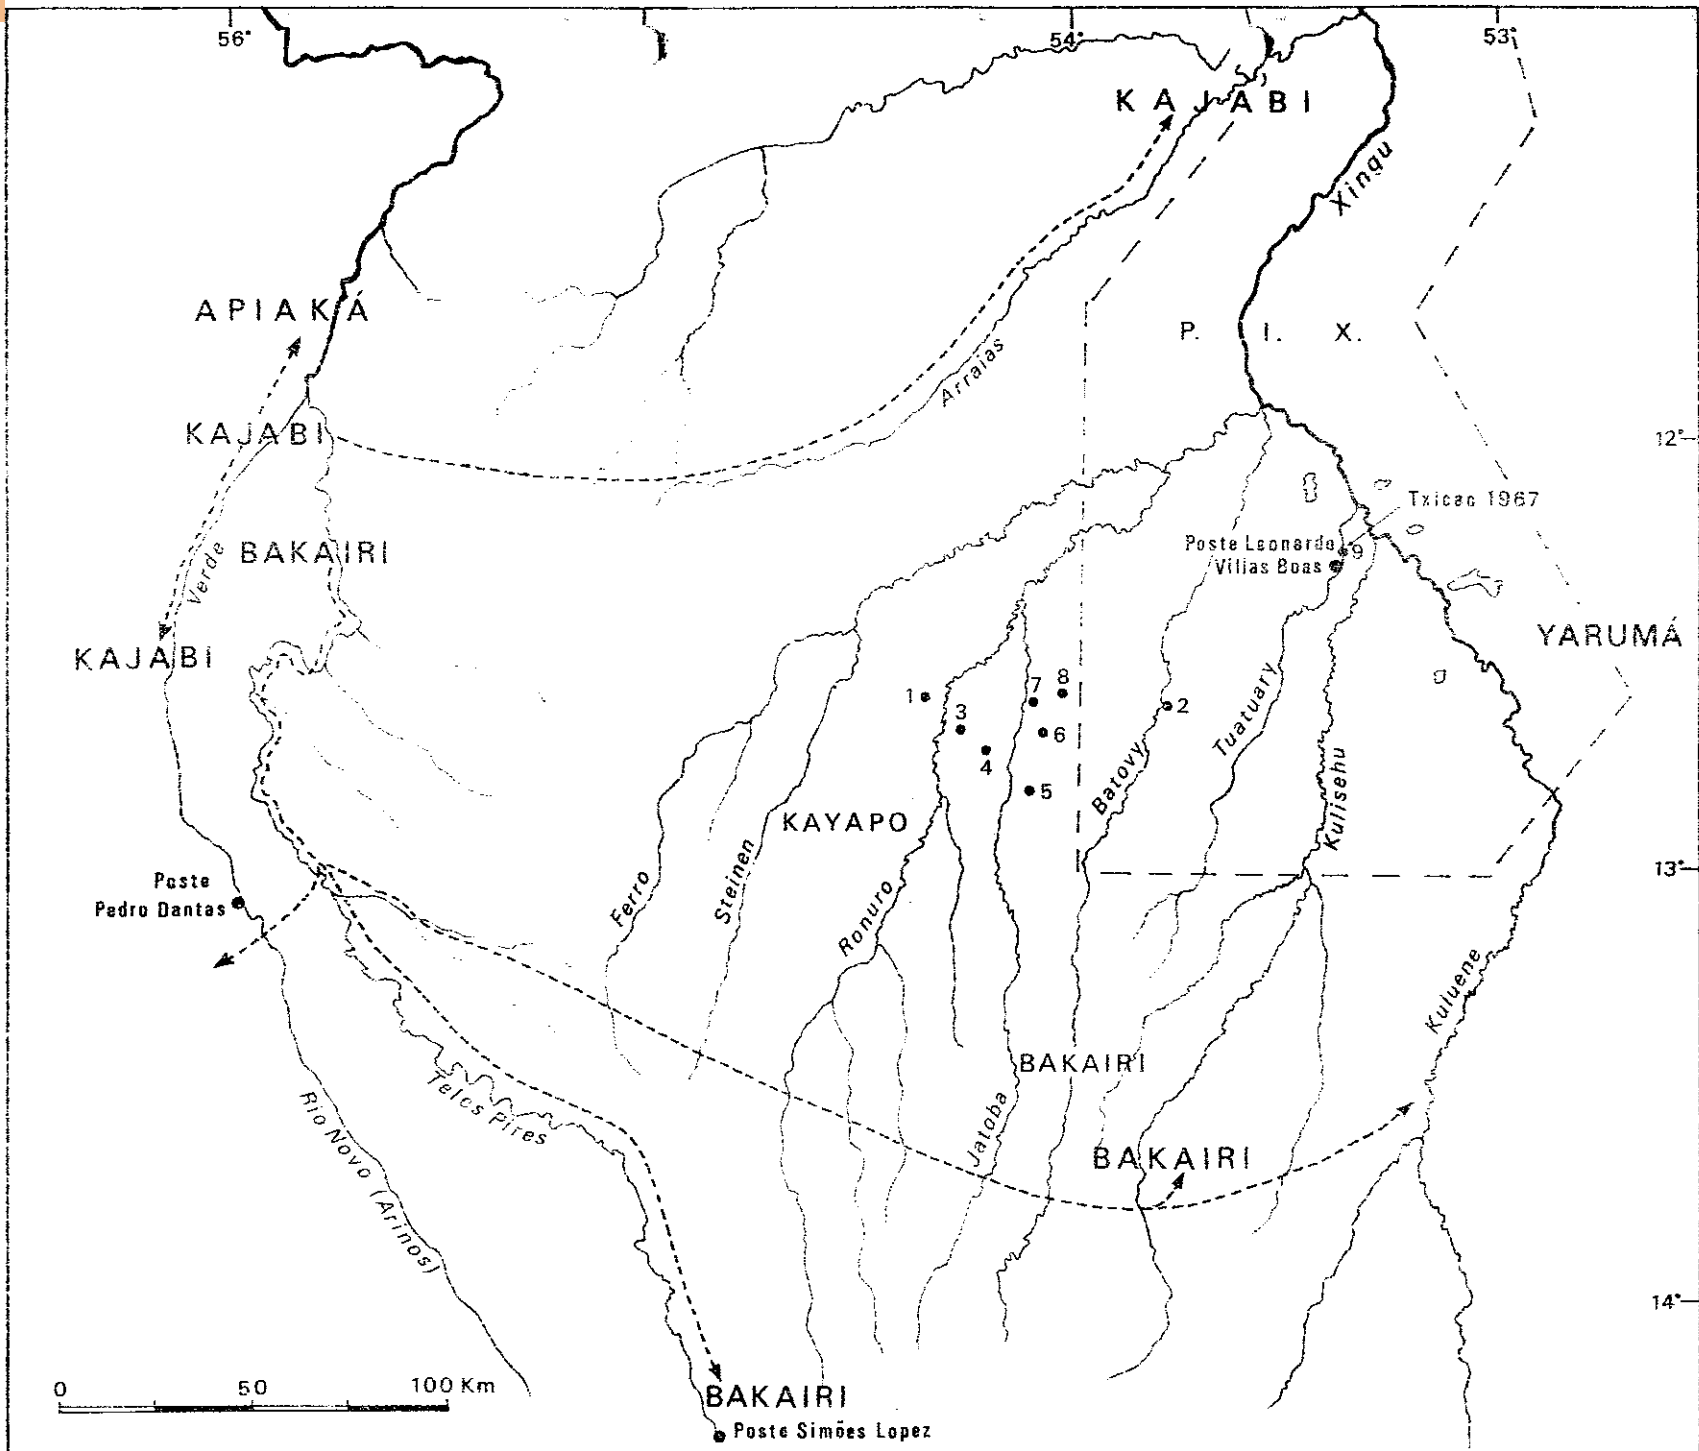 56°
54°
53°
KAJABI
Xingu
APIAKÁ
P. I. X.
Arraias
KAJABI
12°
Txicao 1967
Verde
BAKAIRI
Poste Leonardo
Villas Boas
9
YARUMÁ
KAJABI
1
3
4
7
8
6
5
2
Tuatuary
Batovy
Kulisehu
KAYAPO
Ferro
Steinen
Ronuro
13°
Poste
Pedro Dantas
Kuluene
BAKAIRI
Jatoba
Teles Pires
Rio Novo (Arinos)
BAKAIRI
14°
0 50 100 Km
BAKAIRI
Poste Simões Lopez